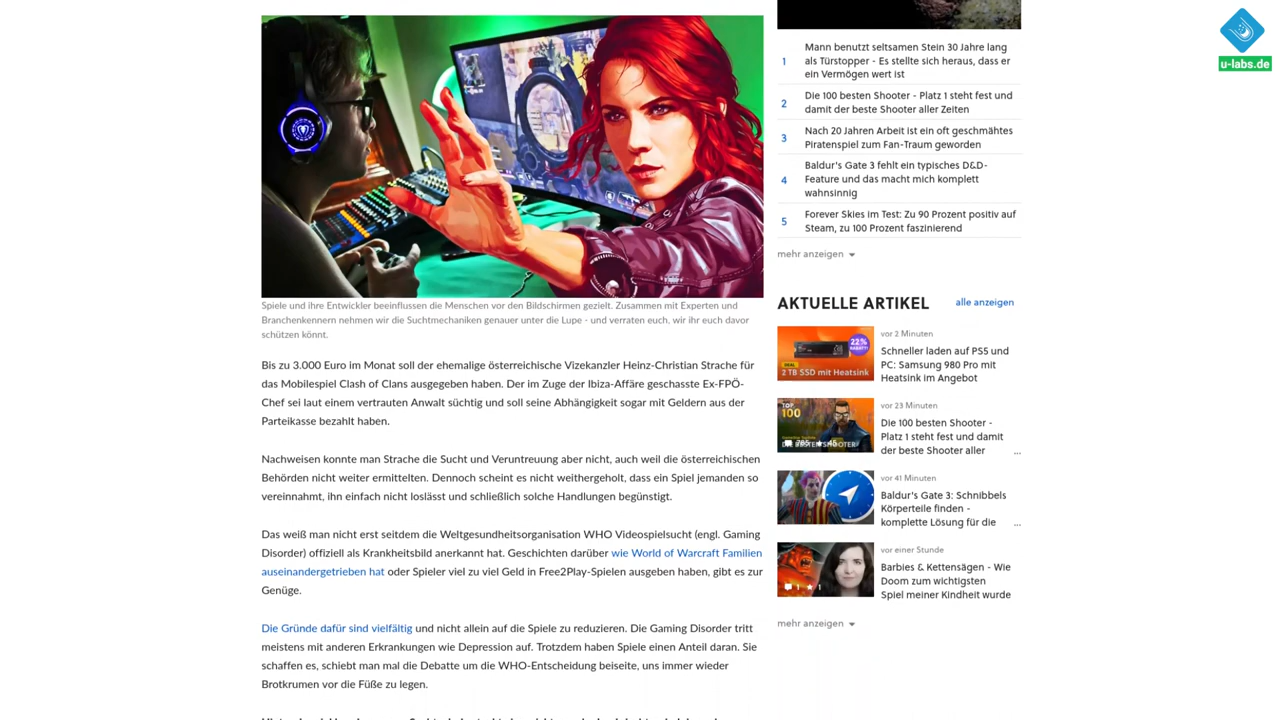 u-labs.de
Spiele und ihre Entwickler beeinflussen die Menschen vor den Bildschirmen gezielt. Zusammen mit Experten und
Branchenkennern nehmen wir die Suchtmechaniken genauer unter die Lupe - und verraten euch, wir ihr euch davor
schützen könnt.
Bis zu 3.000 Euro im Monat soll der ehemalige österreichische Vizekanzler Heinz-Christian Strache für
das Mobilespiel Clash of Clans ausgegeben haben. Der im Zuge der Ibiza-Affäre geschasste Ex-FPÖ-
Chef sei laut einem vertrauten Anwalt süchtig und soll seine Abhängigkeit sogar mit Geldern aus der
Parteikasse bezahlt haben.
Nachweisen konnte man Strache die Sucht und Veruntreuung aber nicht, auch weil die österreichischen
Behörden nicht weiter ermittelten. Dennoch scheint es nicht weithergeholt, dass ein Spiel jemanden so
vereinnahmt, ihn einfach nicht loslässt und schließlich solche Handlungen begünstigt.
Das weiß man nicht erst seitdem die Weltgesundheitsorganisation WHO Videospielsucht (engl. Gaming
Disorder) offiziell als Krankheitsbild anerkannt hat. Geschichten darüber wie World of Warcraft Familien
auseinandergetrieben hat oder Spieler viel zu viel Geld in Free2Play-Spielen ausgeben haben, gibt es zur
Genüge.
Die Gründe dafür sind vielfältig und nicht allein auf die Spiele zu reduzieren. Die Gaming Disorder tritt
meistens mit anderen Erkrankungen wie Depression auf. Trotzdem haben Spiele einen Anteil daran. Sie
schaffen es, schiebt man mal die Debatte um die WHO-Entscheidung beiseite, uns immer wieder
Brotkrumen vor die Füße zu legen.
1
Mann benutzt seltsamen Stein 30 Jahre lang
als Türstopper - Es stellte sich heraus, dass er
ein Vermögen wert ist
2
Die 100 besten Shooter - Platz 1 steht fest und
damit der beste Shooter aller Zeiten
3
Nach 20 Jahren Arbeit ist ein oft geschmähtes
Piratenspiel zum Fan-Traum geworden
4
Baldur's Gate 3 fehlt ein typisches D&D-
Feature und das macht mich komplett
wahnsinnig
5
Forever Skies im Test: Zu 90 Prozent positiv auf
Steam, zu 100 Prozent faszinierend
mehr anzeigen
AKTUELLE ARTIKEL alle anzeigen
22%
RABATT!
DEAL
2 TB SSD mit Heatsink
vor 2 Minuten
Schneller laden auf PS5 und
PC: Samsung 980 Pro mit
Heatsink im Angebot
TOP
100
vor 23 Minuten
Die 100 besten Shooter -
Platz 1 steht fest und damit
der beste Shooter aller ...
vor 41 Minuten
Baldur's Gate 3: Schnibbels
Körperteile finden -
komplette Lösung für die ...
1 1
vor einer Stunde
Barbies & Kettensägen - Wie
Doom zum wichtigsten
Spiel meiner Kindheit wurde
mehr anzeigen